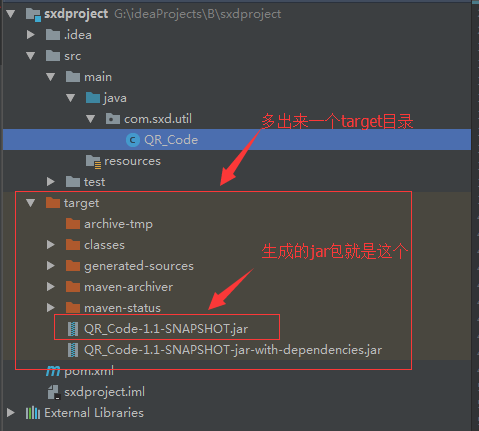 sxdproject G:\ideaProjects\B\sxdproject
.idea
src
main
java
com.sxd.util
多出来一个target目录
QR_Code
resources
test
target
archive-tmp
classes
生成的jar包就是这个
generated-sources
maven-archiver
maven-status
QR_Code-1.1-SNAPSHOT.jar
QR_Code-1.1-SNAPSHOT-jar-with-dependencies.jar
pom.xml
sxdproject.iml
External Libraries